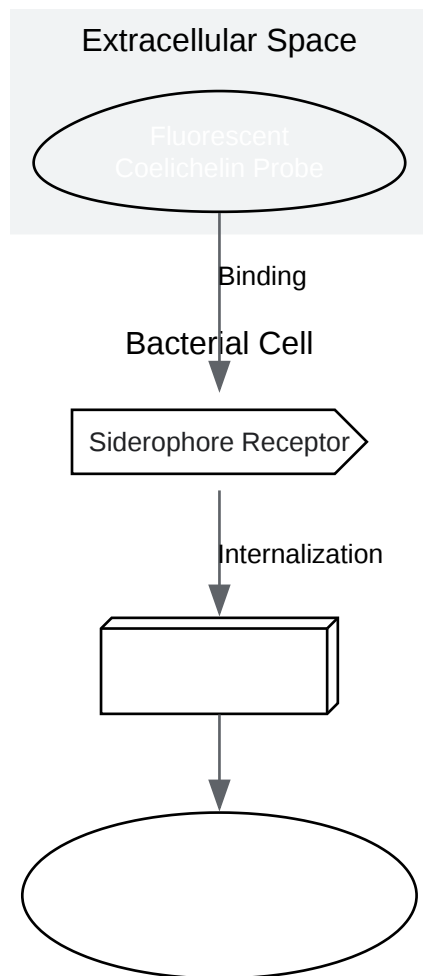 Extracellular Space
Fluorescent
Coelichelin Probe
Binding
Bacterial Cell
Siderophore Receptor
Internalization